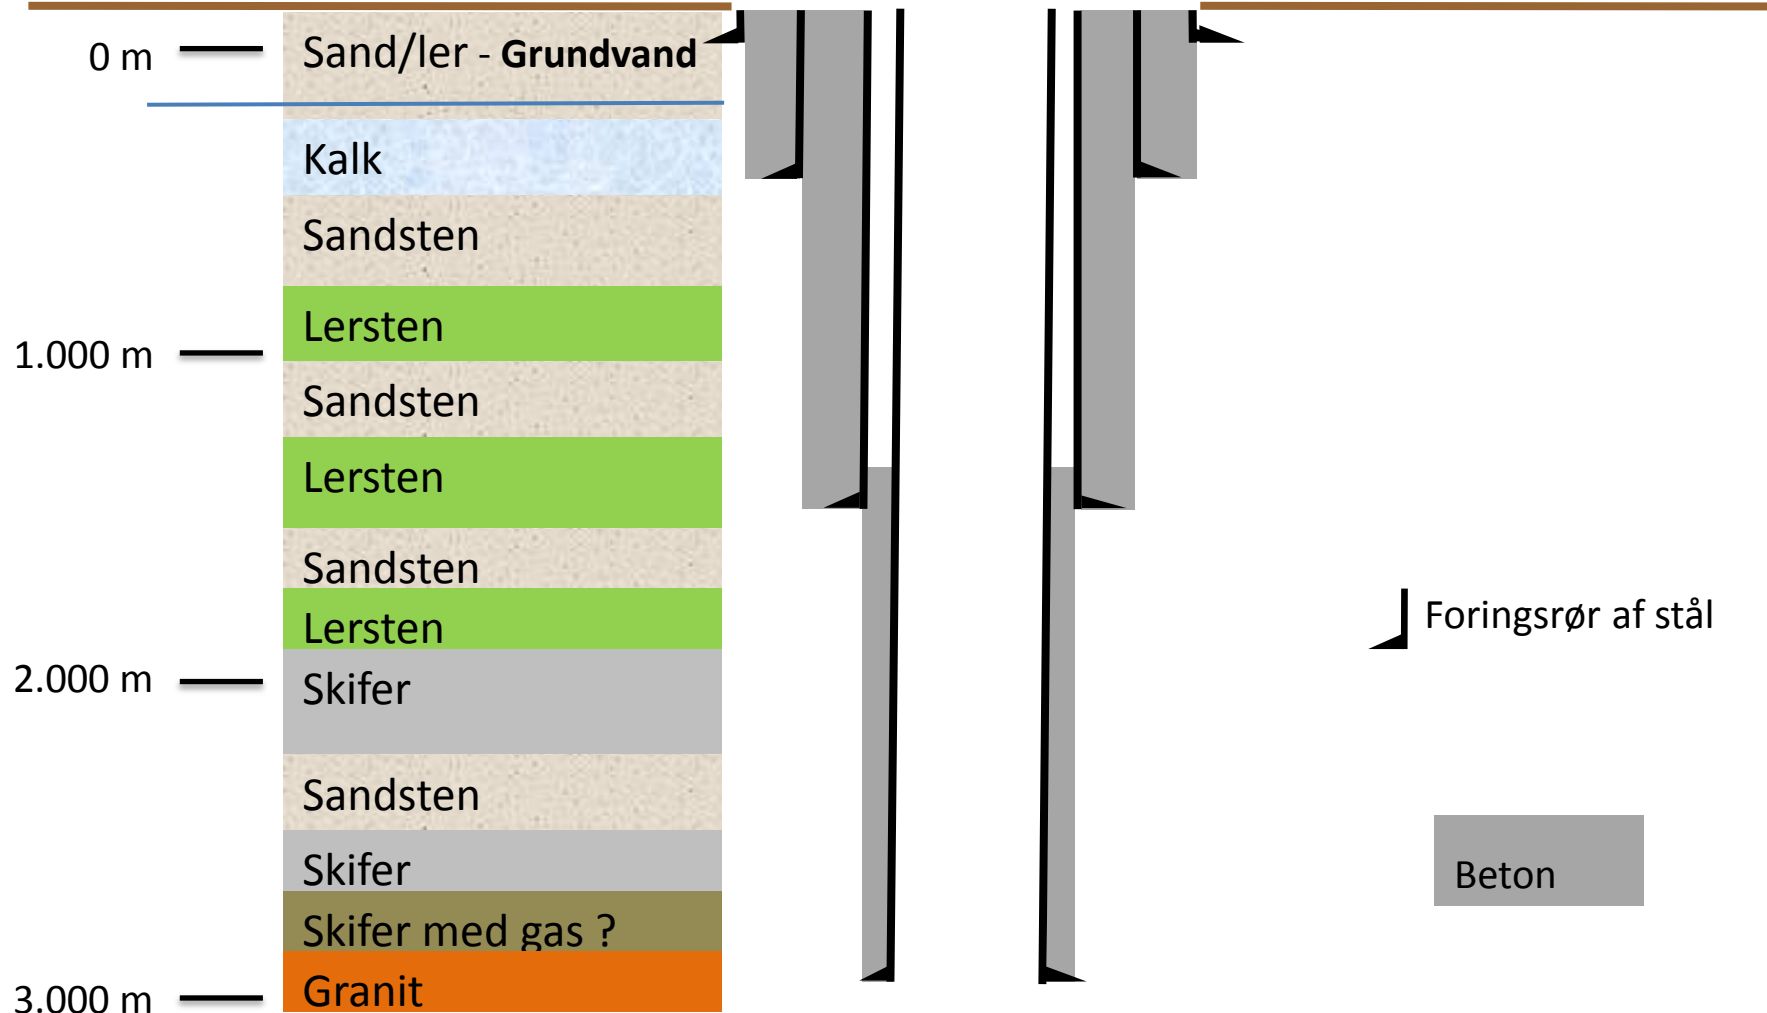 0 m
Sand/ler - Grundvand
Kalk
Sandsten
Lersten
1.000 m
Sandsten
Lersten
Sandsten
Lersten
2.000 m
Skifer
Sandsten
Skifer
Skifer med gas ?
3.000 m
Granit
Foringsrør af stål
Beton